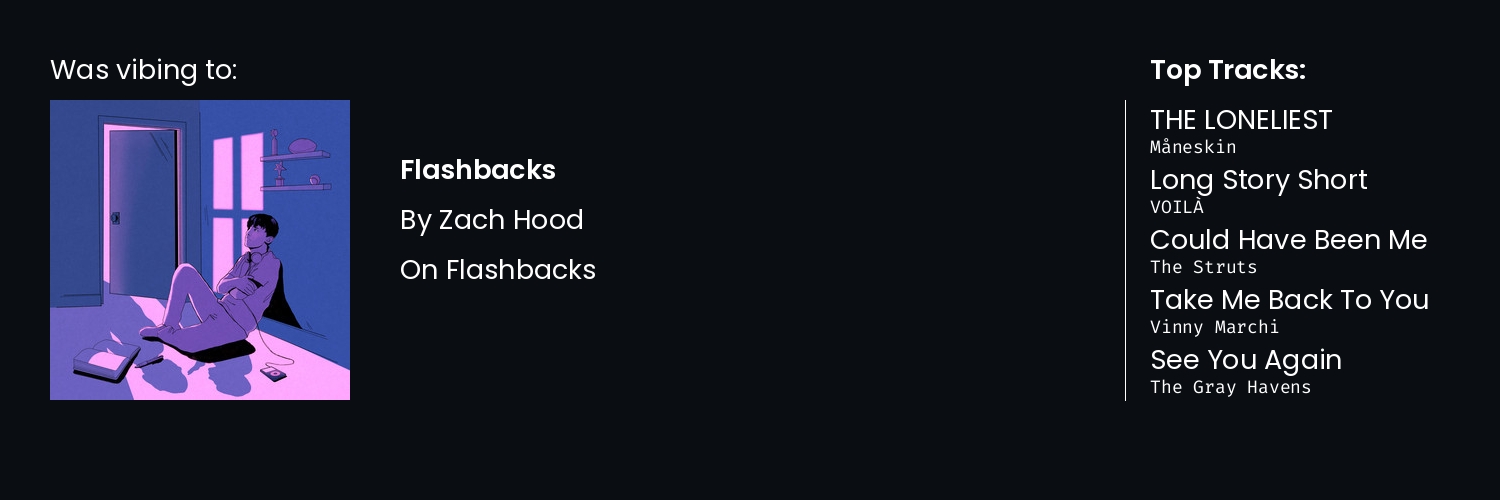 Was vibing to:
Flashbacks
By Zach Hood
On Flashbacks
Top Tracks:
THE LONELIEST
Måneskin
Long Story Short
VOILÀ
Could Have Been Me
The Struts
Take Me Back To You
Vinny Marchi
See You Again
The Gray Havens